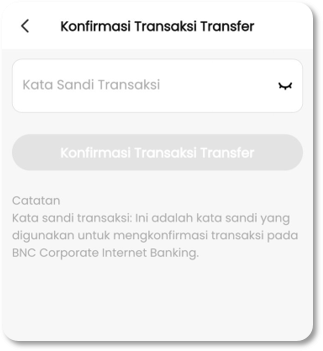 Konfirmasi Transaksi Transfer
Kata Sandi Transaksi
Konfirmasi Transaksi Transfer
Catatan
Kata sandi transaksi: Ini adalah kata sandi yang
digunakan untuk mengkonfirmasi transaksi pada
BNC Corporate Internet Banking.